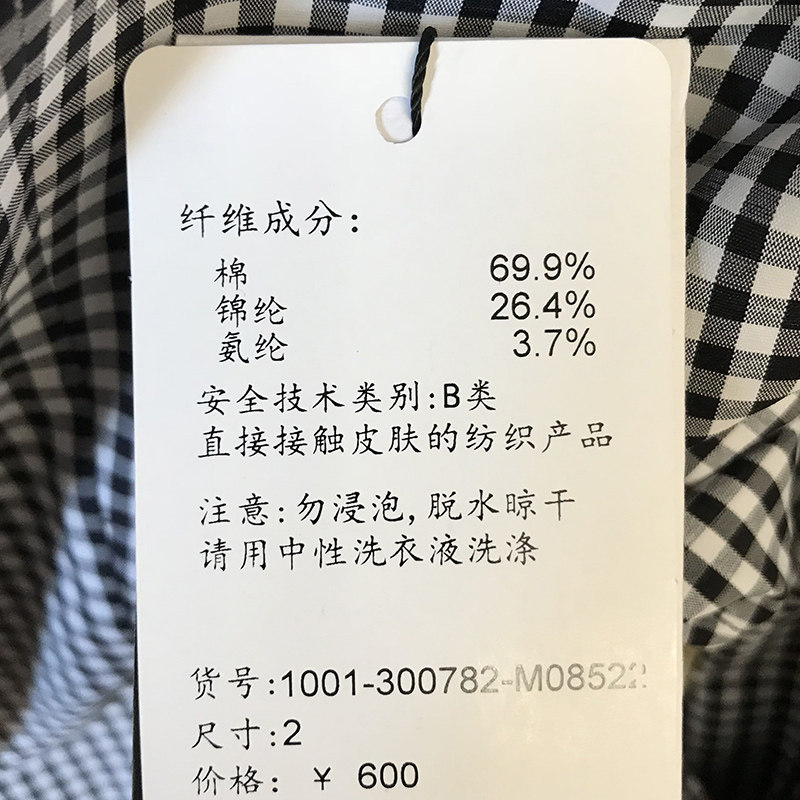 纤维成分:
棉 69.9%
锦纶 26.4%
氨纶 3.7%
安全技术类别:B类
直接接触皮肤的纺织产品
注意:勿浸泡,脱水晾干
请用中性洗衣液洗涤
货号:1001-300782-M0852
尺寸:2
价格: ¥ 600